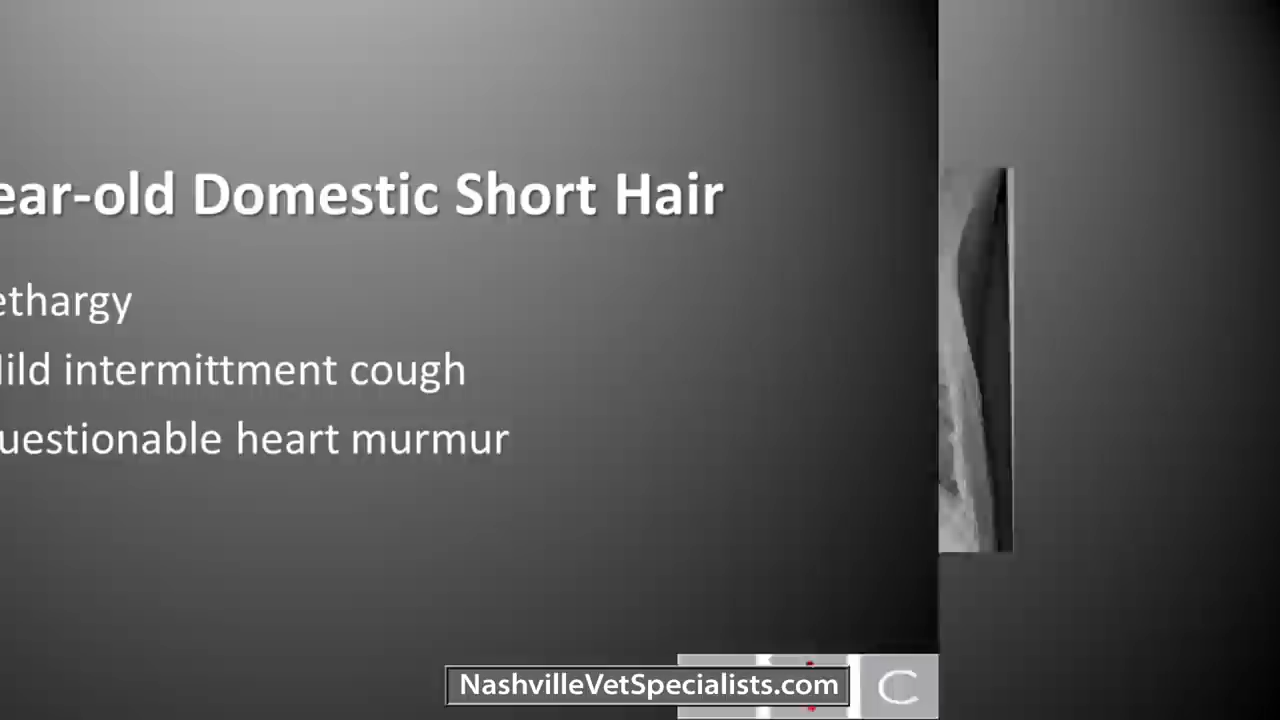 ear-old Domestic Short Hair
ethargy
ild intermittment cough
uestionable heart murmur
NashvilleVetSpecialists.com
C